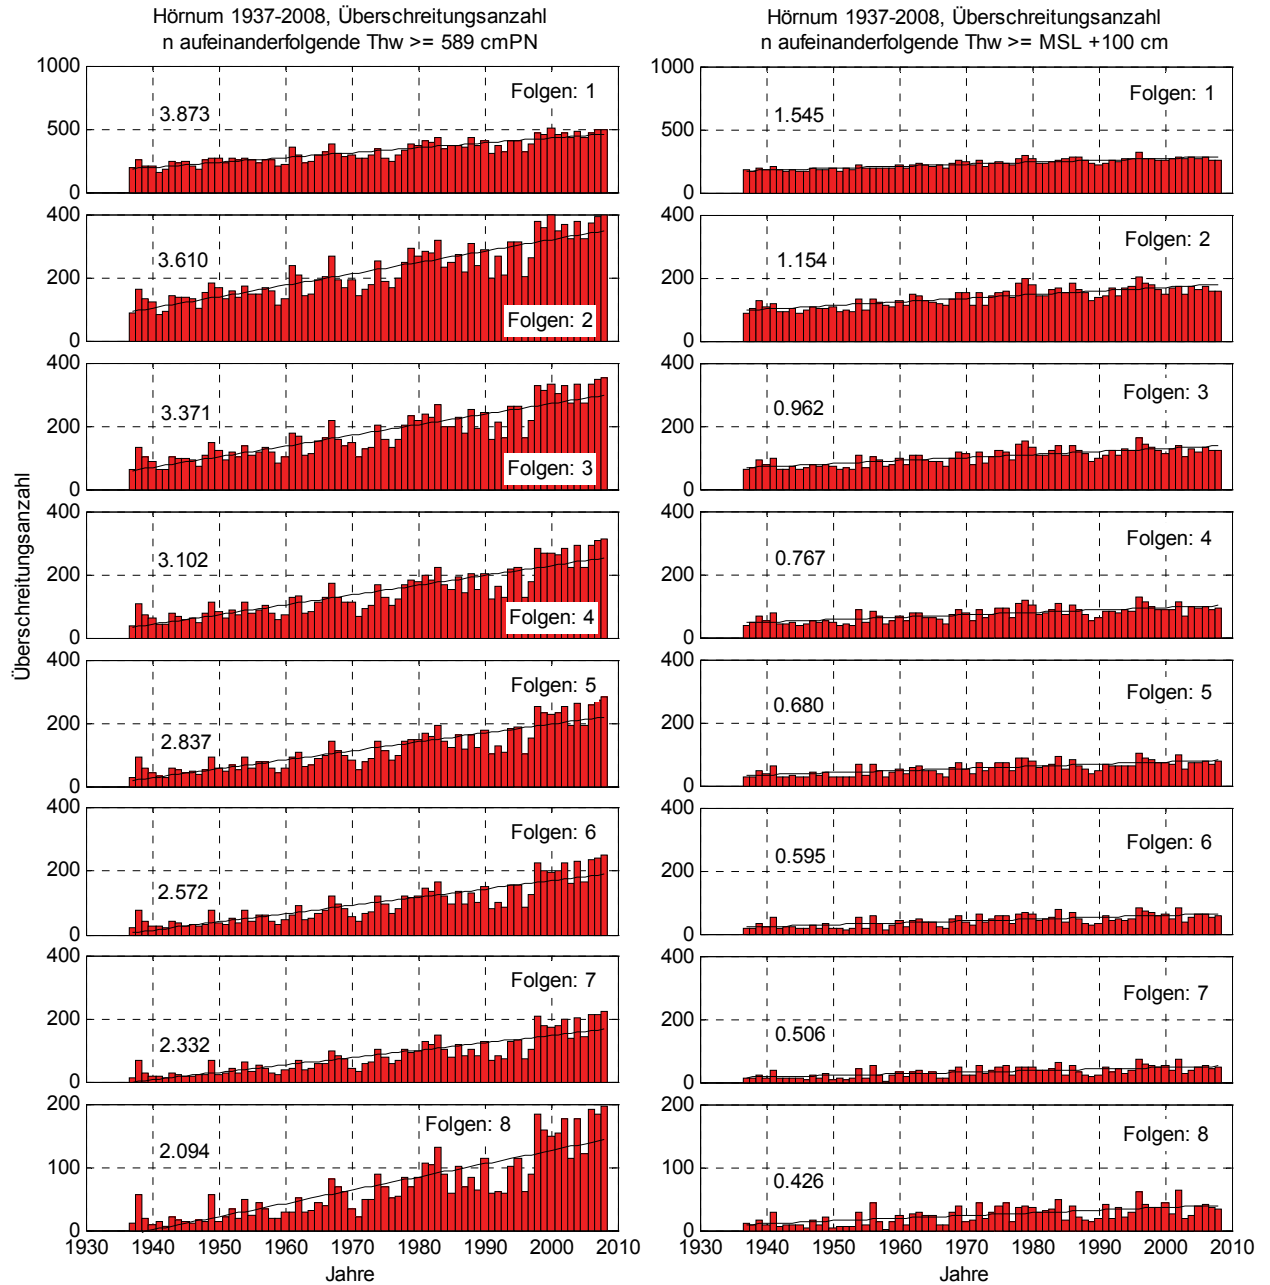 Hörnum 1937-2008, Überschreitungsanzahl
n aufeinanderfolgende Thw >= 589 cmPN
1000
500
0
3.873
Folgen: 1
400
200
0
3.610
Folgen: 2
400
200
0
3.371
Folgen: 3
400
200
0
3.102
Folgen: 4
400
200
0
2.837
Folgen: 5
400
200
0
2.572
Folgen: 6
400
200
0
2.332
Folgen: 7
200
100
0
2.094
Folgen: 8
1930 1940 1950 1960 1970 1980 1990 2000 2010
Jahre
Überschreitungsanzahl
Hörnum 1937-2008, Überschreitungsanzahl
n aufeinanderfolgende Thw >= MSL +100 cm
1000
500
0
1.545
Folgen: 1
400
200
0
1.154
Folgen: 2
400
200
0
0.962
Folgen: 3
400
200
0
0.767
Folgen: 4
400
200
0
0.680
Folgen: 5
400
200
0
0.595
Folgen: 6
400
200
0
0.506
Folgen: 7
200
100
0
0.426
Folgen: 8
1930 1940 1950 1960 1970 1980 1990 2000 2010
Jahre